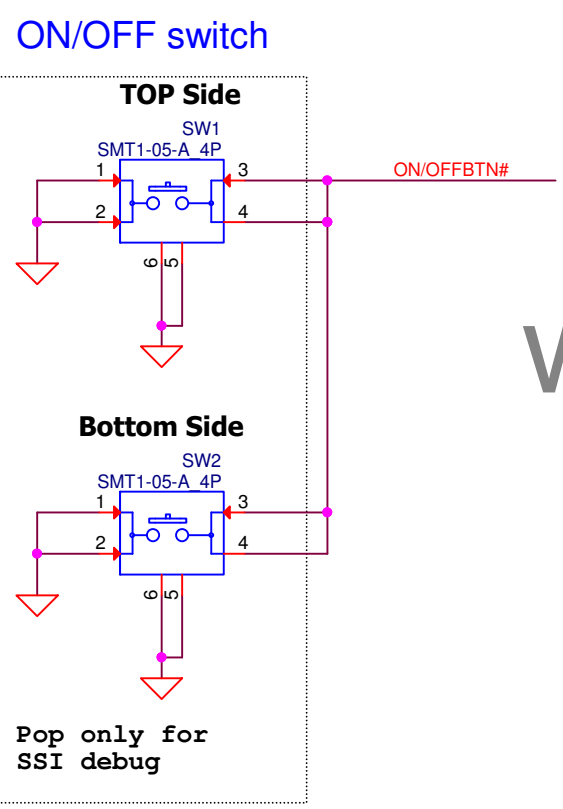 ON/OFF switch
TOP Side
SW1
SMT1-05-A_4P
1
3
ON/OFFBTN#
2
4
6
5
Bottom Side
SW2
SMT1-05-A_4P
1
3
2
4
6
5
Pop only for
SSI debug